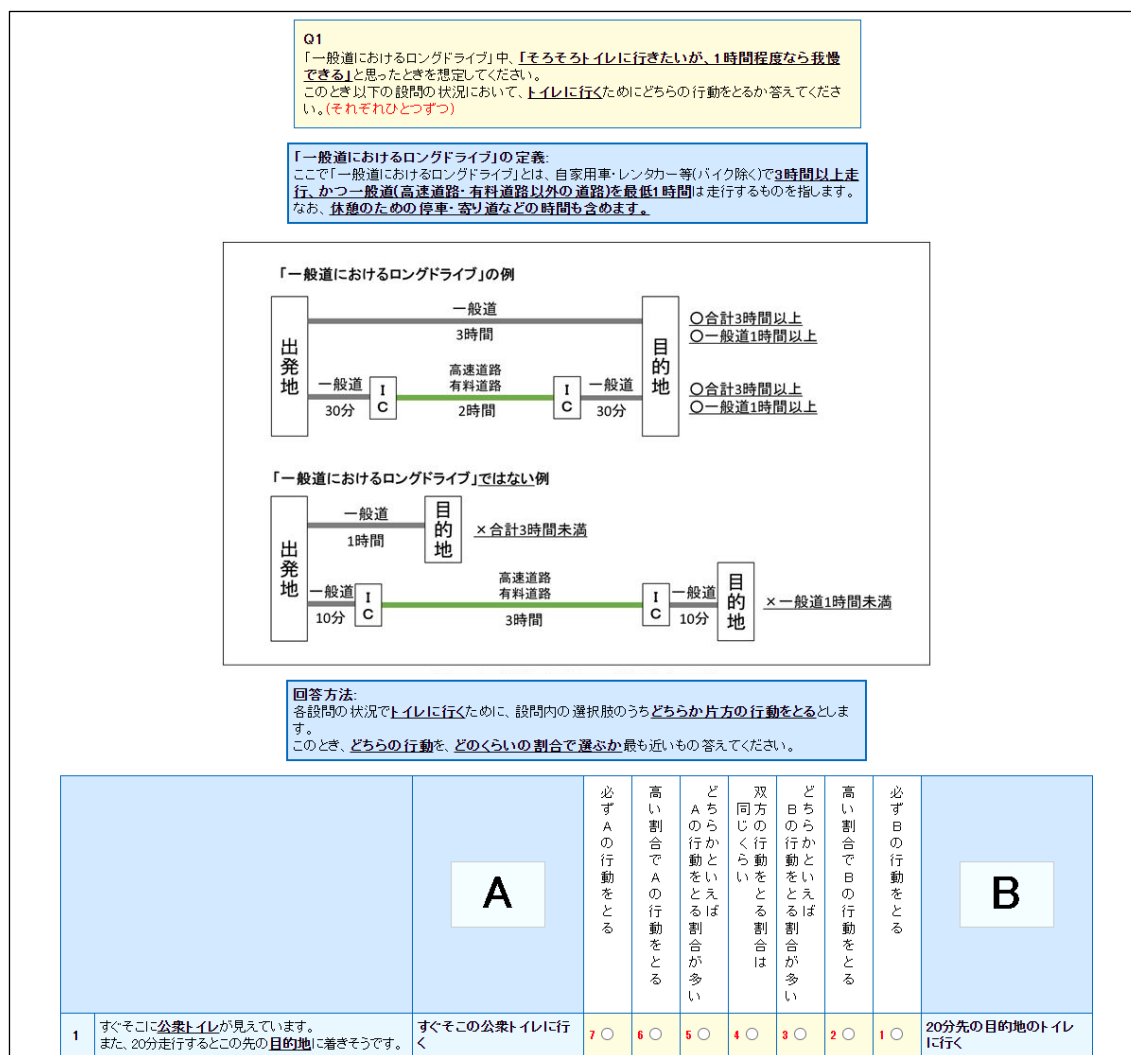 Q1
「一般道におけるロングドライブ」中、「そろそろトイレに行きたいが、1時間程度なら我慢
できる」と思ったときを想定してください。
このとき以下の設問の状況において、トイレに行くためにどちらの行動をとるか答えてくださ
い。(それぞれひとつずつ)
「一般道におけるロングドライブ」の定義:
ここで「一般道におけるロングドライブ」とは、自家用車・レンタカー等(バイク除く)で3時間以上走
行、かつ一般道(高速道路・有料道路以外の道路)を最低1時間は走行するものを指します。
なお、休憩のための停車・寄り道などの時間も含めます。
「一般道におけるロングドライブ」の例
出発地
一般道
3時間
目的地
〇合計3時間以上
〇一般道1時間以上
一般道
30分
IC
高速道路
有料道路
2時間
IC
一般道
30分
〇合計3時間以上
〇一般道1時間以上
「一般道におけるロングドライブ」ではない例
出発地
一般道
1時間
目的地
×合計3時間未満
一般道
10分
IC
高速道路
有料道路
3時間
IC
一般道
10分
目的地
×一般道1時間未満
回答方法:
各設問の状況でトイレに行くために、設問内の選択肢のうちどちらか片方の行動をとるとしま
す。
このとき、どちらの行動を、どのくらいの割合で選ぶか最も近いもの答えてください。
A
必ずAの行動をとる
高い割合でAの行動をとる
どちらかといえば
Aの行動をとる割合が多い
双方の行動をとる割合は
同じくらい
どちらかといえば
Bの行動をとる割合が多い
高い割合でBの行動をとる
必ずBの行動をとる
B
1
すぐそこに公衆トイレが見えています。
また、20分走行するとこの先の目的地に着きそうです。
すぐそこの公衆トイレに行
く
7
6
5
4
3
2
1
20分先の目的地のトイレ
に行く